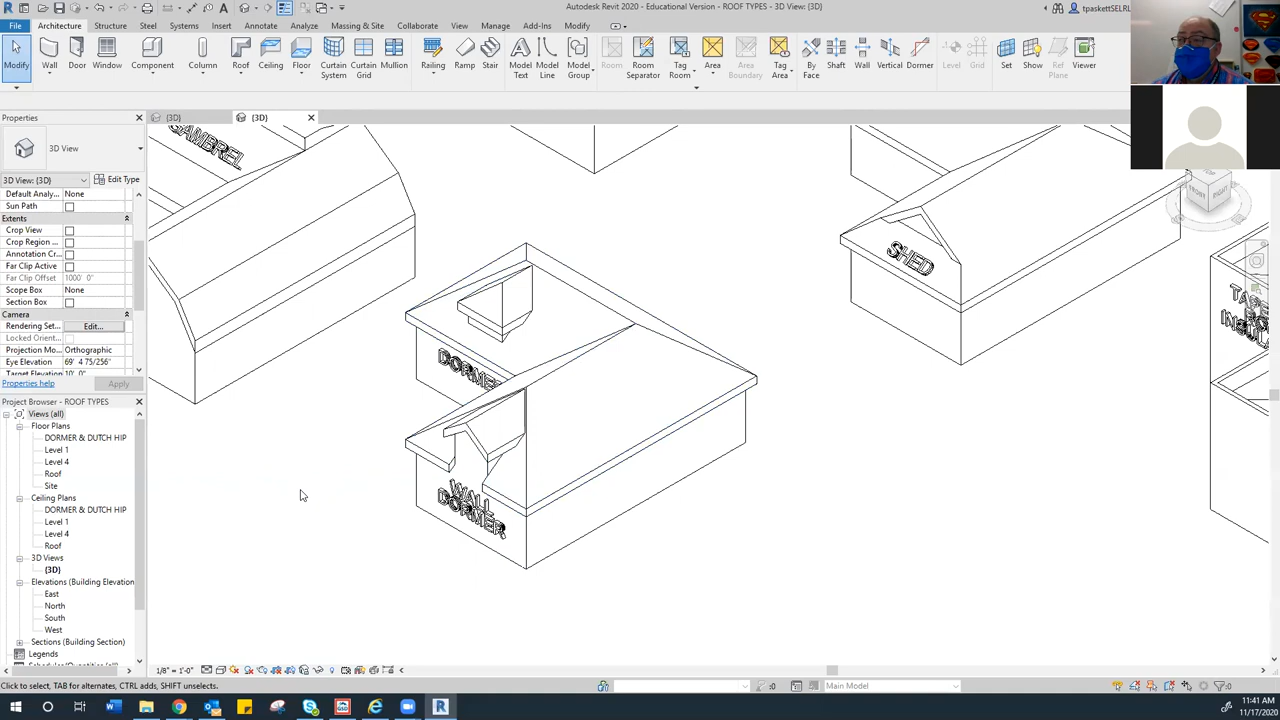 Autodesk Revit 2020 - Educational Version - ROOF TYPES - 3D View: {3D}
tpaskettSELRL...
File Architecture Structure Steel Systems Insert Annotate Analyze Massing & Site Collaborate View Manage Add-Ins Modify
Modify Wall Door Window Component Column Roof Ceiling Floor Curtain System Curtain Grid Mullion Railing Ramp Stair Model Text Model Line Model Group Room Room Separator Tag Room Area Area Boundary Tag Area By Face Shaft Wall Vertical Dormer Level Grid Set Show Ref Plane Viewer
Properties
{3D}
{3D}
3D View
3D View: {3D}
Edit Type
Default Analy... None
Sun Path
Extents
Crop View
Crop Region ...
Annotation Cr...
Far Clip Active
Far Clip Offset 1000' 0"
Scope Box None
Section Box
Camera
Rendering Set... Edit...
Locked Orient...
Projection Mo... Orthographic
Eye Elevation 69' 4 75/256"
Target Elevation 10' 0"
Properties help
Apply
Project Browser - ROOF TYPES
Views (all)
Floor Plans
DORMER & DUTCH HIP
Level 1
Level 4
Roof
Site
Ceiling Plans
DORMER & DUTCH HIP
Level 1
Level 4
Roof
3D Views
{3D}
Elevations (Building Elevation
East
North
South
West
Sections (Building Section)
Legends
GAMBREL
DORMER
WALL
DORMER
SHED
FRONT
RIGHT
1/8" = 1'-0"
Click to select, TAB for alternates, CTRL adds, SHIFT unselects.
:0
Main Model
:0
11:41 AM
11/17/2020